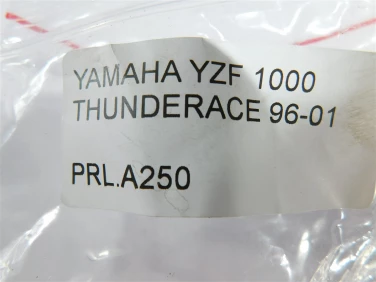 YAMAHA YZF 1000
THUNDERACE 96-01
PRL.A250